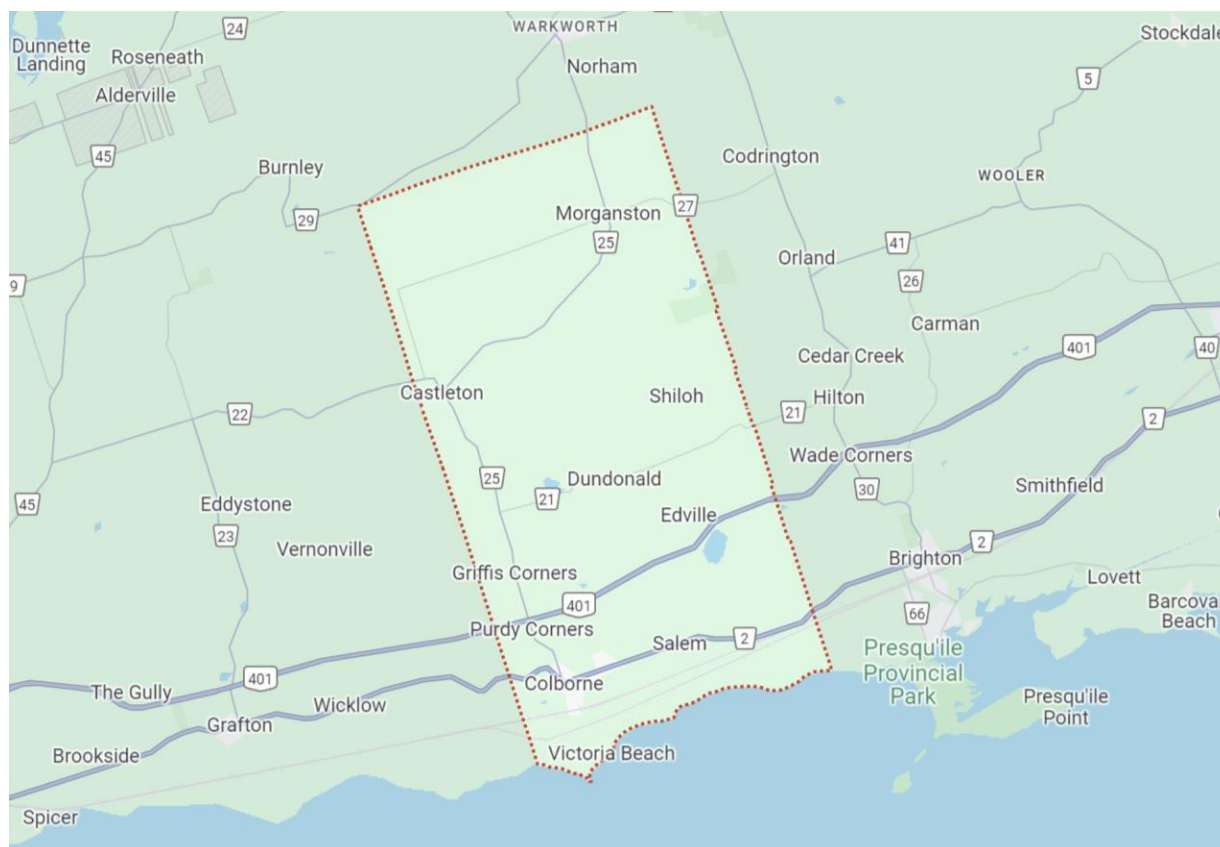 24
WARKWORTH
Stockdale
Dunnette
Landing
Roseneath
Norham
5
Alderville
45
Burnley
Codrington
WOOLER
29
Morganston
27
25
Orland
41
26
9
Carman
Cedar Creek
401
40
Castleton
Shiloh
Hilton
22
21
2
Wade Corners
25
Dundonald
30
Smithfield
21
45
Eddystone
Edville
23
2
Vernonville
Brighton
Griffis Corners
Lovett
401
66
Barcova
Beach
Purdy Corners
Salem
2
Presqu'ile
Provincial
Park
401
The Gully
Colborne
Wicklow
Presqu'ile
Point
Grafton
Brookside
Victoria Beach
Spicer